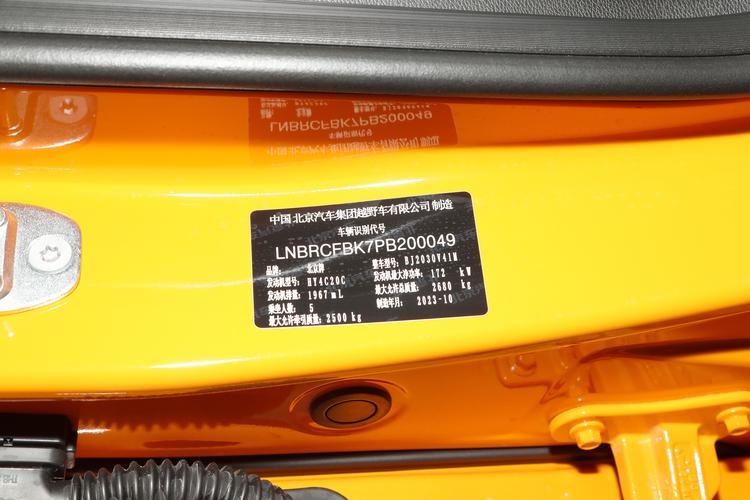 中国 北京汽车集团越野车有限公司 制造
车辆识别代号
LNBRCFBK7PB200049
品牌: 北京牌 整车型号: BJ2030V41M
发动机型号: HY4C20C 发动机最大净功率: 172 kW
发动机排量: 1967 mL 最大允许总质量: 2680 kg
乘坐人数: 5 制造年月: 2023-10
最大允许牵引质量: 2500 kg